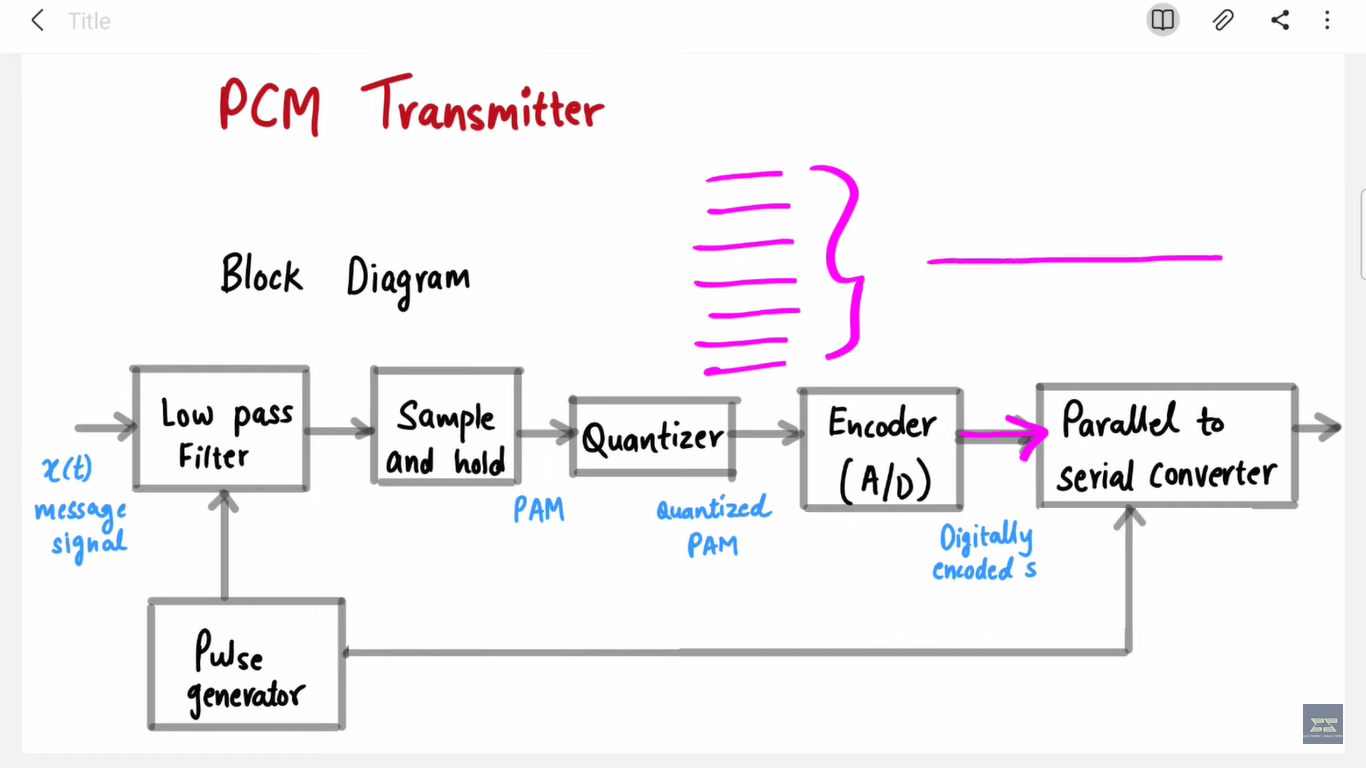 Title
PCM Transmitter
Block Diagram
Low pass
Filter
Sample
and hold
Quantizer
Encoder
(A/D)
Parallel to
serial converter
x(t)
message
signal
PAM
Quantized
PAM
Digitally
encoded s
Pulse
generator